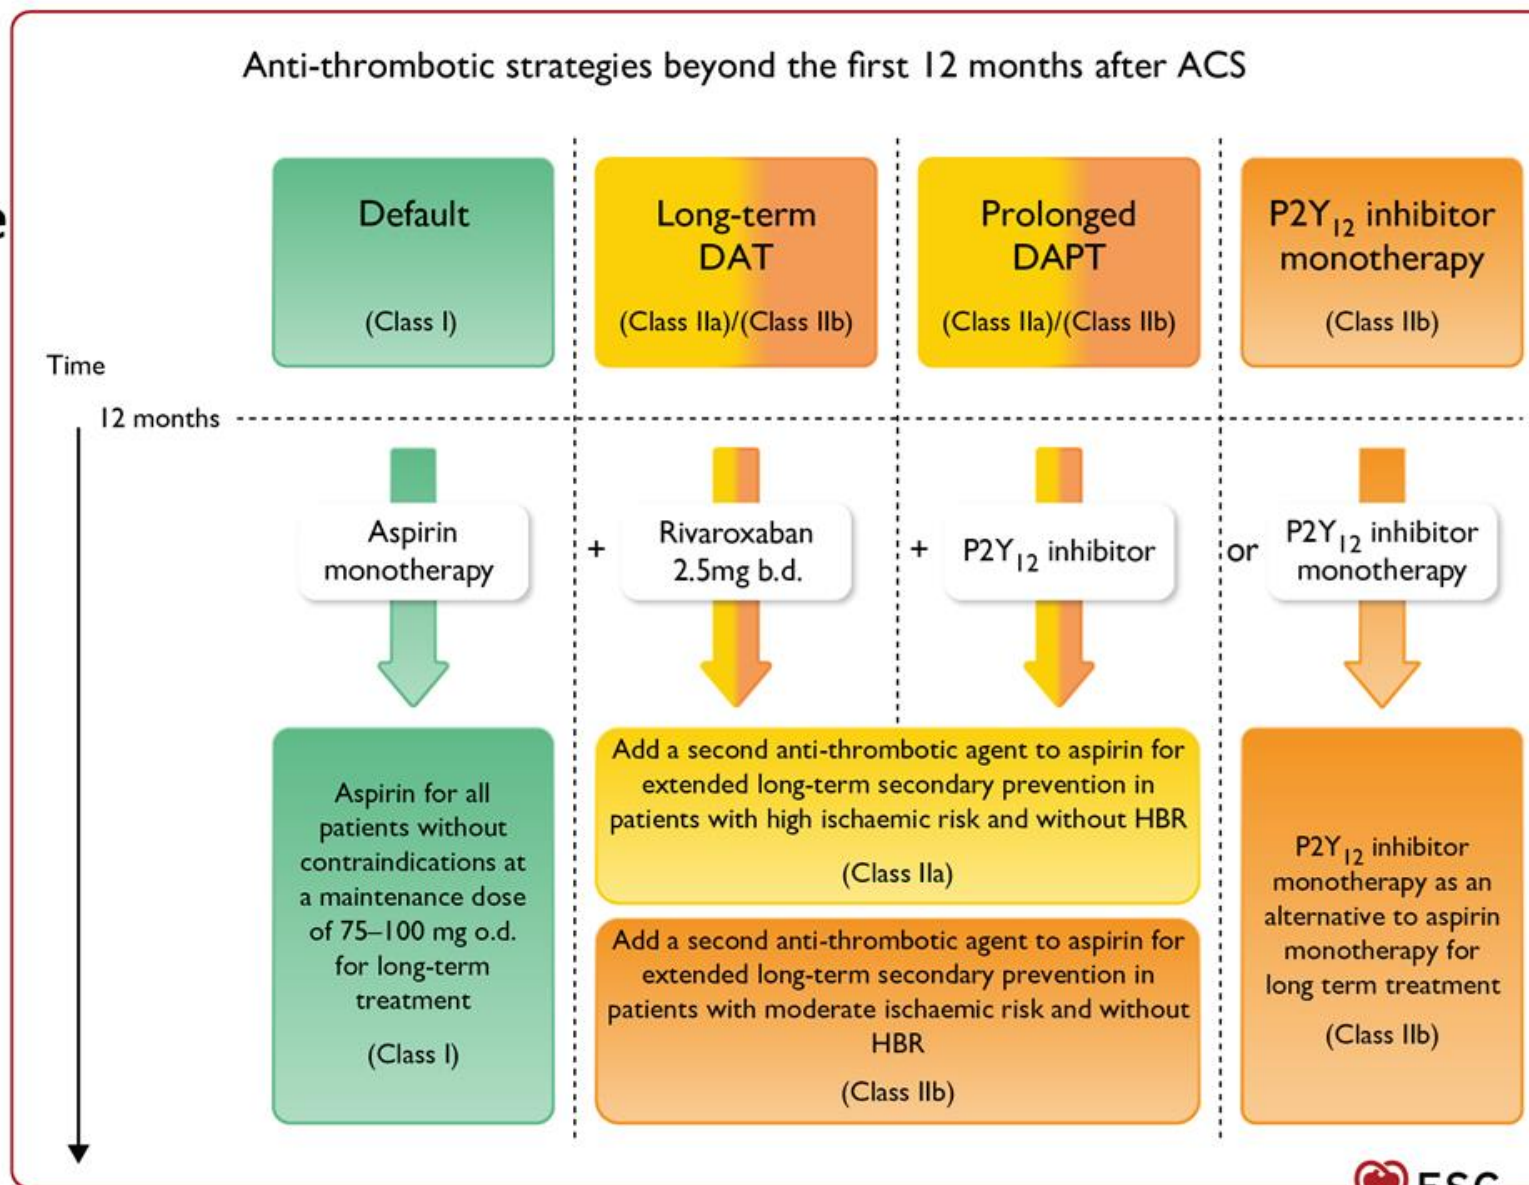 Anti-thrombotic strategies beyond the first 12 months after ACS
e
Default
(Class I)
Long-term
DAT
(Class IIa)/(Class IIb)
Prolonged
DAPT
(Class IIa)/(Class IIb)
P2Y12 inhibitor
monotherapy
(Class IIb)
Time
12 months
Aspirin
monotherapy
+
Rivaroxaban
2.5mg b.d.
+
P2Y12 inhibitor
or
P2Y12 inhibitor
monotherapy
Aspirin for all
patients without
contraindications at
a maintenance dose
of 75–100 mg o.d.
for long-term
treatment
(Class I)
Add a second anti-thrombotic agent to aspirin for
extended long-term secondary prevention in
patients with high ischaemic risk and without HBR
(Class IIa)
Add a second anti-thrombotic agent to aspirin for
extended long-term secondary prevention in
patients with moderate ischaemic risk and without
HBR
(Class IIb)
P2Y12 inhibitor
monotherapy as an
alternative to aspirin
monotherapy for
long term treatment
(Class IIb)
ESC